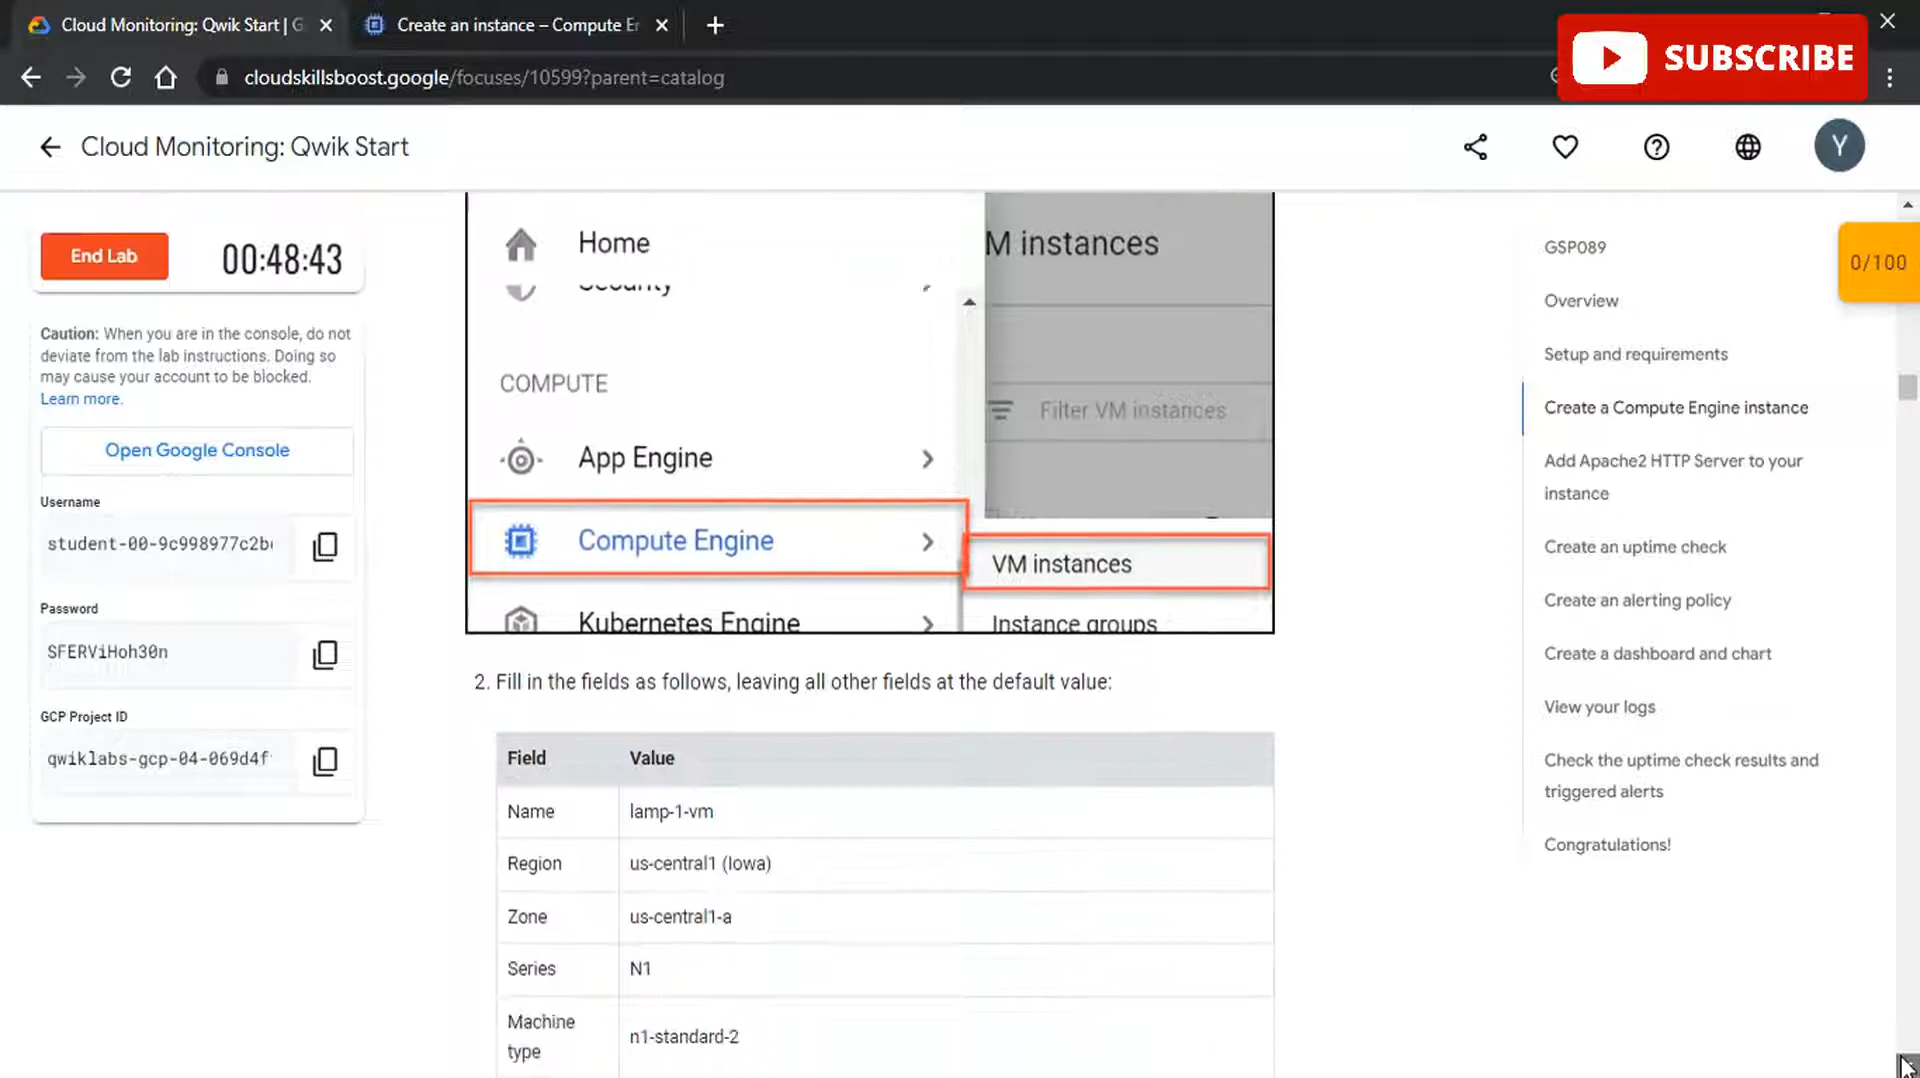 Cloud Monitoring: Qwik Start | G
Create an instance – Compute Er
SUBSCRIBE
cloudskillsboost.google/focuses/10599?parent=catalog
Cloud Monitoring: Qwik Start
Y
End Lab
00:48:43
Caution: When you are in the console, do not
deviate from the lab instructions. Doing so
may cause your account to be blocked.
Learn more.
Open Google Console
Username
student-00-9c998977c2b
Password
SFERViHoh30n
GCP Project ID
qwiklabs-gcp-04-069d4f
Home
Security
COMPUTE
App Engine
Compute Engine
Kubernetes Engine
M instances
Filter VM instances
VM instances
Instance groups
2. Fill in the fields as follows, leaving all other fields at the default value:
Field Value
Name lamp-1-vm
Region us-central1 (Iowa)
Zone us-central1-a
Series N1
Machine
type
n1-standard-2
GSP089
Overview
Setup and requirements
Create a Compute Engine instance
Add Apache2 HTTP Server to your
instance
Create an uptime check
Create an alerting policy
Create a dashboard and chart
View your logs
Check the uptime check results and
triggered alerts
Congratulations!
0/100